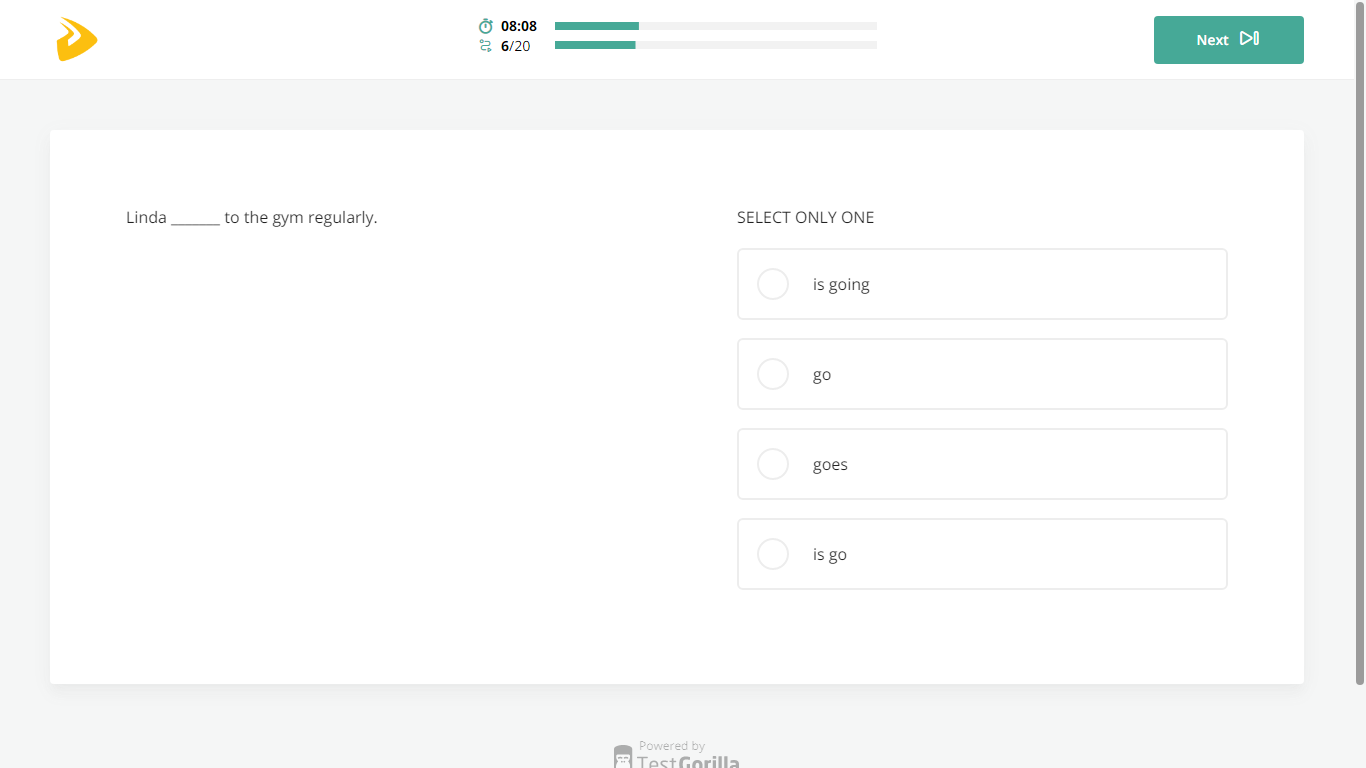 08:08
6/20
Next
Linda _______ to the gym regularly.
SELECT ONLY ONE
is going
go
goes
is go
Powered by
TestGorilla